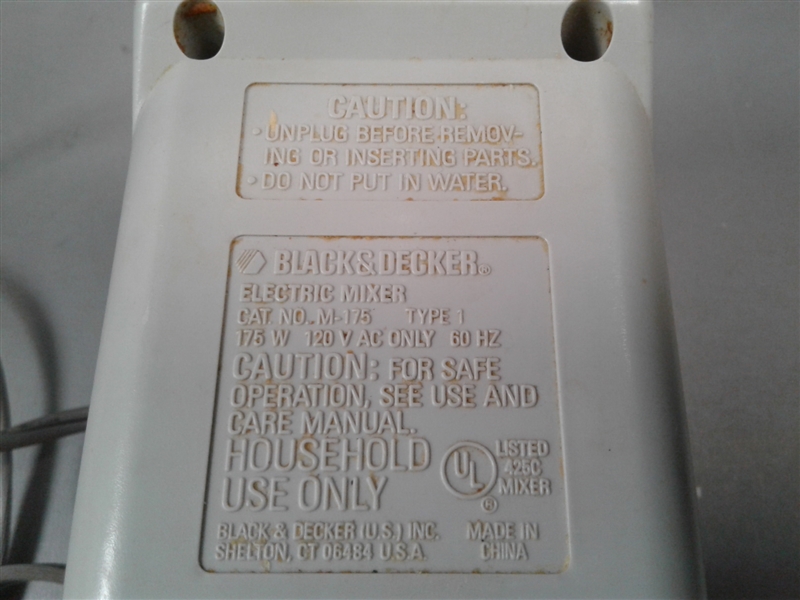 CAUTION:
• UNPLUG BEFORE REMOV-
ING OR INSERTING PARTS.
• DO NOT PUT IN WATER.
BLACK & DECKER®
ELECTRIC MIXER
CAT. NO. M-175 TYPE 1
175 W 120 V AC ONLY 60 HZ
CAUTION: FOR SAFE
OPERATION, SEE USE AND
CARE MANUAL.
HOUSEHOLD
USE ONLY
UL ®
LISTED
425C
MIXER
BLACK & DECKER (U.S.) INC. MADE IN
SHELTON, CT 06484 U.S.A. CHINA